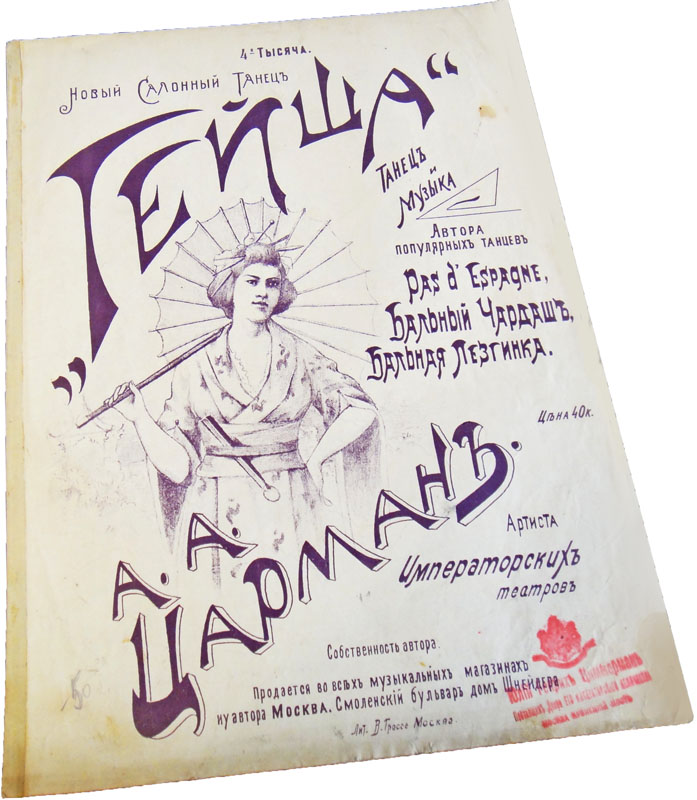 4я Тысяча.
Новый Салонный Танецъ
„Гейша“
Танецъ
и
Музыка
Автора
популярныхъ танцевъ
Pas d' Espagne,
Бальный Чардашъ,
Бальная Лезгинка.
Цѣна 40к.
А. А.
Царманъ.
Артиста
Императорскихъ
театровъ
Собственность автора.
Продается во всѣхъ музыкальныхъ магазинахъ
и у автора Москва. Смоленскій бульваръ домъ Шнейдера.
Лит. В. Гроссе Москва.